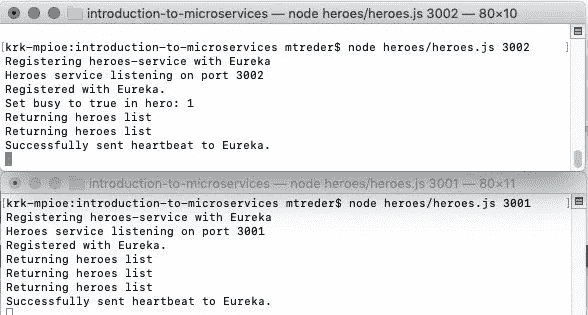 introduction-to-microservices — node heroes/heroes.js 3002 — 80×10
[krk-mpioe:introduction-to-microservices mtreder$ node heroes/heroes.js 3002 ]
Registering heroes-service with Eureka
Heroes service listening on port 3002
Registered with Eureka.
Set busy to true in hero: 1
Returning heroes list
Returning heroes list
Successfully sent heartbeat to Eureka.
introduction-to-microservices — node heroes/heroes.js 3001 — 80×11
[krk-mpioe:introduction-to-microservices mtreder$ node heroes/heroes.js 3001 ]
Registering heroes-service with Eureka
Heroes service listening on port 3001
Registered with Eureka.
Returning heroes list
Returning heroes list
Returning heroes list
Successfully sent heartbeat to Eureka.